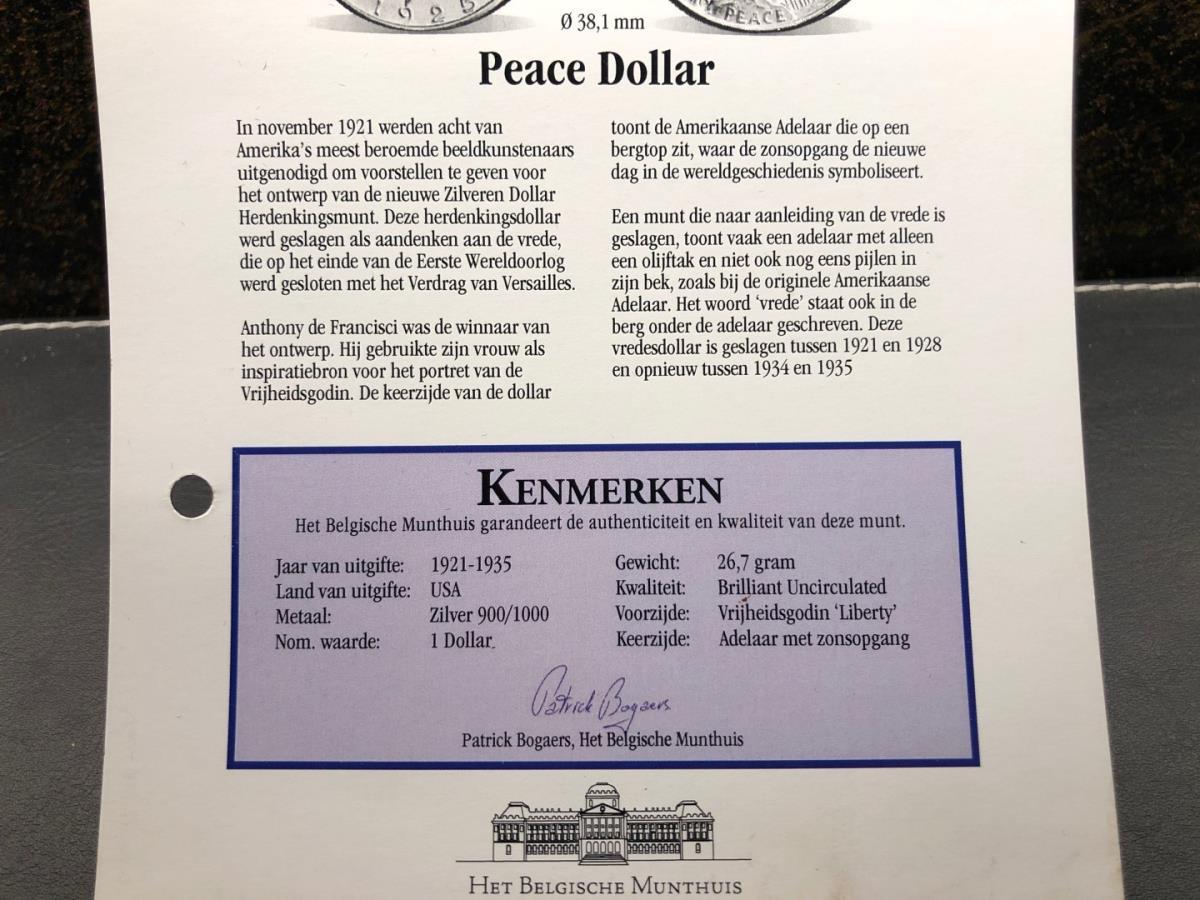 1925
PEACE
Ø 38,1 mm
Peace Dollar
In november 1921 werden acht van
Amerika's meest beroemde beeldkunstenaars
uitgenodigd om voorstellen te geven voor
het ontwerp van de nieuwe Zilveren Dollar
Herdenkingsmunt. Deze herdenkingsdollar
werd geslagen als aandenken aan de vrede,
die op het einde van de Eerste Wereldoorlog
werd gesloten met het Verdrag van Versailles.
Anthony de Francisci was de winnaar van
het ontwerp. Hij gebruikte zijn vrouw als
inspiratiebron voor het portret van de
Vrijheidsgodin. De keerzijde van de dollar
toont de Amerikaanse Adelaar die op een
bergtop zit, waar de zonsopgang de nieuwe
dag in de wereldgeschiedenis symboliseert.
Een munt die naar aanleiding van de vrede is
geslagen, toont vaak een adelaar met alleen
een olijftak en niet ook nog eens pijlen in
zijn bek, zoals bij de originele Amerikaanse
Adelaar. Het woord 'vrede' staat ook in de
berg onder de adelaar geschreven. Deze
vredesdollar is geslagen tussen 1921 en 1928
en opnieuw tussen 1934 en 1935
KENMERKEN
Het Belgische Munthuis garandeert de authenticiteit en kwaliteit van deze munt.
Jaar van uitgifte: 1921-1935
Land van uitgifte: USA
Metaal: Zilver 900/1000
Nom. waarde: 1 Dollar
Gewicht: 26,7 gram
Kwaliteit: Brilliant Uncirculated
Voorzijde: Vrijheidsgodin 'Liberty'
Keerzijde: Adelaar met zonsopgang
Patrick Bogaers
Patrick Bogaers, Het Belgische Munthuis
HET BELGISCHE MUNTHUIS